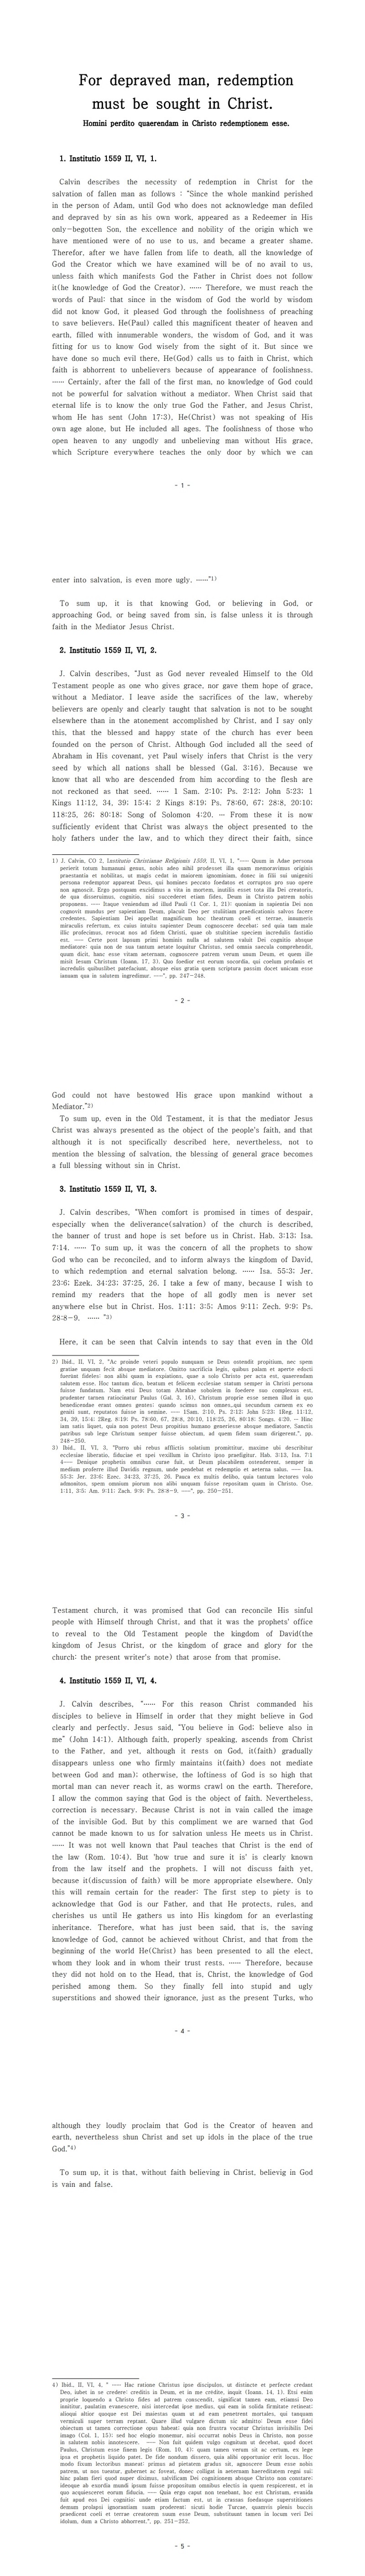 For depraved man, redemption
must be sought in Christ.
Homini perdito quaerendam in Christo redemptionem esse.
1. Institutio 1559 II, VI, 1.
Calvin describes the necessity of redemption in Christ for the
salvation of fallen man as follows : "Since the whole mankind perished
in the person of Adam, until God who does not acknowledge man defiled
and depraved by sin as his own work, appeared as a Redeemer in His
only-begotten Son, the excellence and nobility of the origin which we
have mentioned were of no use to us, and became a greater shame.
Therefor, after we have fallen from life to death, all the knowledge of
God the Creator which we have examined will be of no avail to us,
unless faith which manifests God the Father in Christ does not follow
it(he knowledge of God the Creator). ······ Therefore, we must reach the
words of Paul: that since in the wisdom of God the world by wisdom
did not know God, it pleased God through the foolishness of preaching
to save believers. He(Paul) called this magnificent theater of heaven and
earth, filled with innumerable wonders, the wisdom of God, and it was
fitting for us to know God wisely from the sight of it. But since we
have done so much evil there, He(God) calls us to faith in Christ, which
faith is abhorrent to unbelievers because of appearance of foolishness.
······ Certainly, after the fall of the first man, no knowledge of God could
not be powerful for salvation without a mediator. When Christ said that
eternal life is to know the only true God the Father, and Jesus Christ,
whom He has sent (John 17:3), He(Christ) was not speaking of His
own age alone, but He included all ages. The foolishness of those who
open heaven to any ungodly and unbelieving man without His grace,
which Scripture everywhere teaches the only door by which we can
- 1 -
enter into salvation, is even more ugly. ······"1)
To sum up, it is that knowing God, or believing in God, or
approaching God, or being saved from sin, is false unless it is through
faith in the Mediator Jesus Christ.
2. Institutio 1559 II, VI, 2.
J. Calvin describes, "Just as God never revealed Himself to the Old
Testament people as one who gives grace, nor gave them hope of grace,
without a Mediator. I leave aside the sacrifices of the law, whereby
believers are openly and clearly taught that salvation is not to be sought
elsewhere than in the atonement accomplished by Christ, and I say only
this, that the blessed and happy state of the church has ever been
founded on the person of Christ. Although God included all the seed of
Abraham in His covenant, yet Paul wisely infers that Christ is the very
seed by which all nations shall be blessed (Gal. 3:16). Because we
know that all who are descended from him according to the flesh are
not reckoned as that seed. ······ 1 Sam. 2:10; Ps. 2:12; John 5:23; 1
Kings 11:12, 34, 39; 15:4; 2 Kings 8:19; Ps. 78:60, 67; 28:8, 20:10;
118:25, 26; 80:18; Song of Solomon 4:20. ··· From these it is now
sufficiently evident that Christ was always the object presented to the
holy fathers under the law, and to which they direct their faith, since
1) J. Calvin, CO 2, Institutio Christianae Religionis 1559, II, VI, 1, "····· Quum in Adae persona
perierit totum humanum genus, nobis adeo nihil prodesset illa quam memoravimus originis
praestantia et nobilitas, ut magis cedat in maiorem ignominiam, donec in filii sui unigeniti
persona redemptor apparet Deus, qui homines peccato foedatos et corruptos pro suo opere
non agnoscit. Ergo postquam excidimus a vita in mortem, inutilis esset tota illa Dei creatoris,
de qua disseruimus, cognitio, nisi succederet etiam fides, Deum in Christo patrem nobis
proponens. ····· Itaque veniendum ad illud Pauli (1 Cor. 1, 21): quoniam in sapientia Dei non
cognovit mundus per sapientiam Deum, placuit Deo per stultitiam praedicationis salvos facere
credentes. Sapientiam Dei appellat magnificum hoc theatrum coeli et terrae, innumeris
miraculis refertum, ex cuius intuitu sapienter Deum cognoscere decebat; sed quia tam male
illic profecimus, revocat nos ad fidem Christi, quae ob stultitiae speciem incredulis fastidio
est. ····· Certe post lapsum primi hominis nulla ad salutem valuit Dei cognitio absque
mediatore; quia non de sua tantum aetate loquitur Christus, sed omnia saecula comprehendit,
quum dicit, hanc esse vitam aeternam, cognoscere patrem verum unum Deum, et quem ille
misit Iesum Christum (Ioann. 17, 3). Quo foedior est eorum socordia, qui coelum profanis et
incredulis quibuslibet patefaciunt, absque eius gratia quem scriptura passim docet unicam esse
ianuam qua in salutem ingredimur. ·····", pp. 247-248.
- 2 -
God could not have bestowed His grace upon mankind without a
Mediator."2)
To sum up, even in the Old Testament, it is that the mediator Jesus
Christ was always presented as the object of the people's faith, and that
although it is not specifically described here, nevertheless, not to
mention the blessing of salvation, the blessing of general grace becomes
a full blessing without sin in Christ.
3. Institutio 1559 II, VI, 3.
J. Calvin describes, "When comfort is promised in times of despair,
especially when the deliverance(salvation) of the church is described,
the banner of trust and hope is set before us in Christ. Hab. 3:13; Isa.
7:14. ······ To sum up, it was the concern of all the prophets to show
God who can be reconciled, and to inform always the kingdom of David,
to which redemption and eternal salvation belong. ······ Isa. 55:3; Jer.
23:6; Ezek. 34:23; 37:25, 26. I take a few of many, because I wish to
remind my readers that the hope of all godly men is never set
anywhere else but in Christ. Hos. 1:11; 3:5; Amos 9:11; Zech. 9:9; Ps.
28:8-9. ······ "3)
Here, it can be seen that Calvin intends to say that even in the Old
2) Ibid., II, VI, 2, "Ac proinde veteri populo nunquam se Deus ostendit propitium, nec spem
gratiae unquam fecit absque mediatore. Omitto sacrificia legis, quibus palam et aperte edocti
fuerint fideles: non alibi quam in expiatione, quae a solo Christo per acta est, quaerendam
salutem esse. Hoc tantum dico, beatum et felicem ecclesiae statum semper in Christi persona
fuisse fundatum. Nam etsi Deus totam Abrahae sobolem in foedere suo complexus est,
prudenter tamen ratiocinatur Paulus (Gal. 3, 16), Christum proprie esse semen illud in quo
benedicendae erant omnes gentes; quando scimus non omnes,,qui secundum carnem ex eo
geniti sunt, reputatos fuisse in semine. ····· 1Sam. 2:10, Ps. 2:12; John 5:23; 1Reg. 11:12,
34, 39, 15:4; 2Reg. 8:19; Ps. 78:60, 67, 28:8, 20:10, 118:25, 26, 80:18; Songs. 4:20. ··· Hinc
iam satis liquet, quia non potest Deus propitius humano generiesse absque mediatore, Sanctis
patribus sub lege Christum semper fuisse obiectum, ad quem fidem suam dirigerent.", pp.
248-250.
3) Ibid., II, VI, 3, "Porro ubi rebus afflictis solatium promittitur, maxime ubi describitur
ecclesiae liberatio, fiduciae et spei vexillum in Christo ipso praefigitur. Hab. 3:13, Isa. 7:1
4····· Denique prophetis omnibus curae fuit, ut Deum placabilem ostenderent, semper in
medium proferre illud Davidis regnum, unde pendebat et redemptio et aeterna salus, ····· Isa.
55:3; Jer. 23:6; Ezec. 34:23, 37:25, 26. Pauca ex multis delibo, quia tantum lectores volo
admonitos, spem omnium piorum non alibi unquam fuisse repositam quam in Christo. Ose.
1:11, 3:5; Am. 9:11; Zach. 9:9; Ps. 28:8-9, ·····", pp. 250-251.
- 3 -
Testament church, it was promised that God can reconcile His sinful
people with Himself through Christ, and that it was the prophets' office
to reveal to the Old Testament people the kingdom of David(the
kingdom of Jesus Christ, or the kingdom of grace and glory for the
church: the present writer's note) that arose from that promise.
4. Institutio 1559 II, VI, 4.
J. Calvin describes, "······ For this reason Christ commanded his
disciples to believe in Himself in order that they might believe in God
clearly and perfectly. Jesus said, "You believe in God; believe also in
me" (John 14:1). Although faith, properly speaking, ascends from Christ
to the Father, and yet, although it rests on God, it(faith) gradually
disappears unless one who firmly maintains it(faith) does not mediate
between God and man); otherwise, the loftiness of God is so high that
mortal man can never reach it, as worms crawl on the earth. Therefore,
I allow the common saying that God is the object of faith. Nevertheless,
correction is necessary. Because Christ is not in vain called the image
of the invisible God. But by this compliment we are warned that God
cannot be made known to us for salvation unless He meets us in Christ.
······ It was not well known that Paul teaches that Christ is the end of
the law (Rom. 10:4). But 'how true and sure it is' is clearly known
from the law itself and the prophets. I will not discuss faith yet,
because it(discussion of faith) will be more appropriate elsewhere. Only
this will remain certain for the reader: The first step to piety is to
acknowledge that God is our Father, and that He protects, rules, and
cherishes us until He gathers us into His kingdom for an everlasting
inheritance. Therefore, what has just been said, that is, the saving
knowledge of God, cannot be achieved without Christ, and that from the
beginning of the world He(Christ) has been presented to all the elect,
whom they look and in whom their trust rests. ······ Therefore, because
they did not hold on to the Head, that is, Christ, the knowledge of God
perished among them. So they finally fell into stupid and ugly
superstitions and showed their ignorance, just as the present Turks, who
- 4 -
although they loudly proclaim that God is the Creator of heaven and
earth, nevertheless shun Christ and set up idols in the place of the true
God."4)
To sum up, it is that, without faith believing in Christ, believig in God
is vain and false.
4) Ibid., II, VI, 4, " ····· Hac ratione Christus ipse discipulos, ut distincte et perfecte credant
Deo, iubet in se credere: creditis in Deum, et in me credite, inquit (Ioann. 14, 1). Etsi enim
proprie loquendo a Christo fides ad patrem conscendit, significat tamen eam, etiamsi Deo
innititur, paulatim evanescere, nisi intercedat ipse medius, qui eam in solida firmitate retineat;
alioqui altior quoque est Dei maiestas quam ut ad eam penetrent mortales, qui tanquam
vermiculi super terram reptant. Quare illud vulgare dictum sic admitto: Deum esse fidei
obiectum ut tamen correctione opus habeat; quia non frustra vocatur Christus invisibilis Dei
imago (Col. 1, 15); sed hoc elogio monemur, nisi occurrat nobis Deus in Christo, non posse
in salutem nobis innotescere. ····· Non fuit quidem vulgo cognitum ut decebat, quod docet
Paulus, Christum esse finem legis (Rom. 10, 4); quam tamen verum sit ac certum, ex lege
ipsa et prophetis liquido patet. De fide nondum dissero, quia alibi opportunior erit locus. Hoc
modo fixum lectoribus maneat: primus ad pietatem gradus sit, agnoscere Deum esse nobis
patrem, ut nos tueatur, gubernet ac foveat, donec colligat in aeternam haereditatem regni sui:
hinc palam fieri quod nuper diximus, salvificam Dei cognitionem absque Christo non constare;
ideoque ab exordio mundi ipsum fuisse propositum omnibus electis in quem respicerent, et in
quo acquiesceret eorum fiducia. ····· Quia ergo caput non tenebant, hoc est Christum, evanida
fuit apud eos Dei cognitio; unde etiam factum est, ut in crassas foedasque superstitiones
demum prolapsi ignorantiam suam proderent; sicuti hodie Turcae, quamvis plenis buccis
praedicent coeli et terrae creatorem suum esse Deum, substituunt tamen in locum veri Dei
idolum, dum a Christo abhorrent.", pp. 251-252.
- 5 -